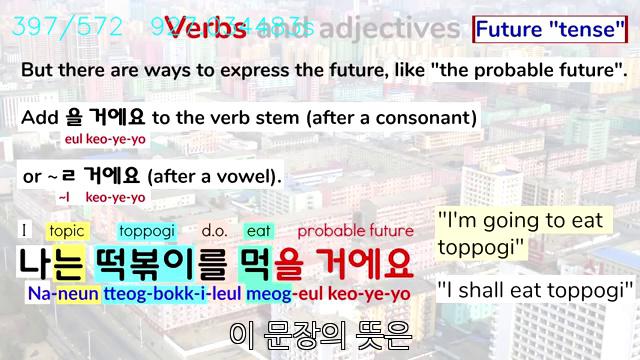 397/572 927.034483s
Verbs and adjectives
Future "tense"
But there are ways to express the future, like "the probable future".
Add 을 거에요 to the verb stem (after a consonant)
eul keo-ye-yo
or ~ㄹ 거에요 (after a vowel).
~l keo-ye-yo
I topic toppogi d.o. eat probable future
나는 떡볶이를 먹을 거에요
Na-neun tteog-bokk-i-leul meog-eul keo-ye-yo
"I'm going to eat
toppogi"
"I shall eat toppogi"
이 문장의 뜻은